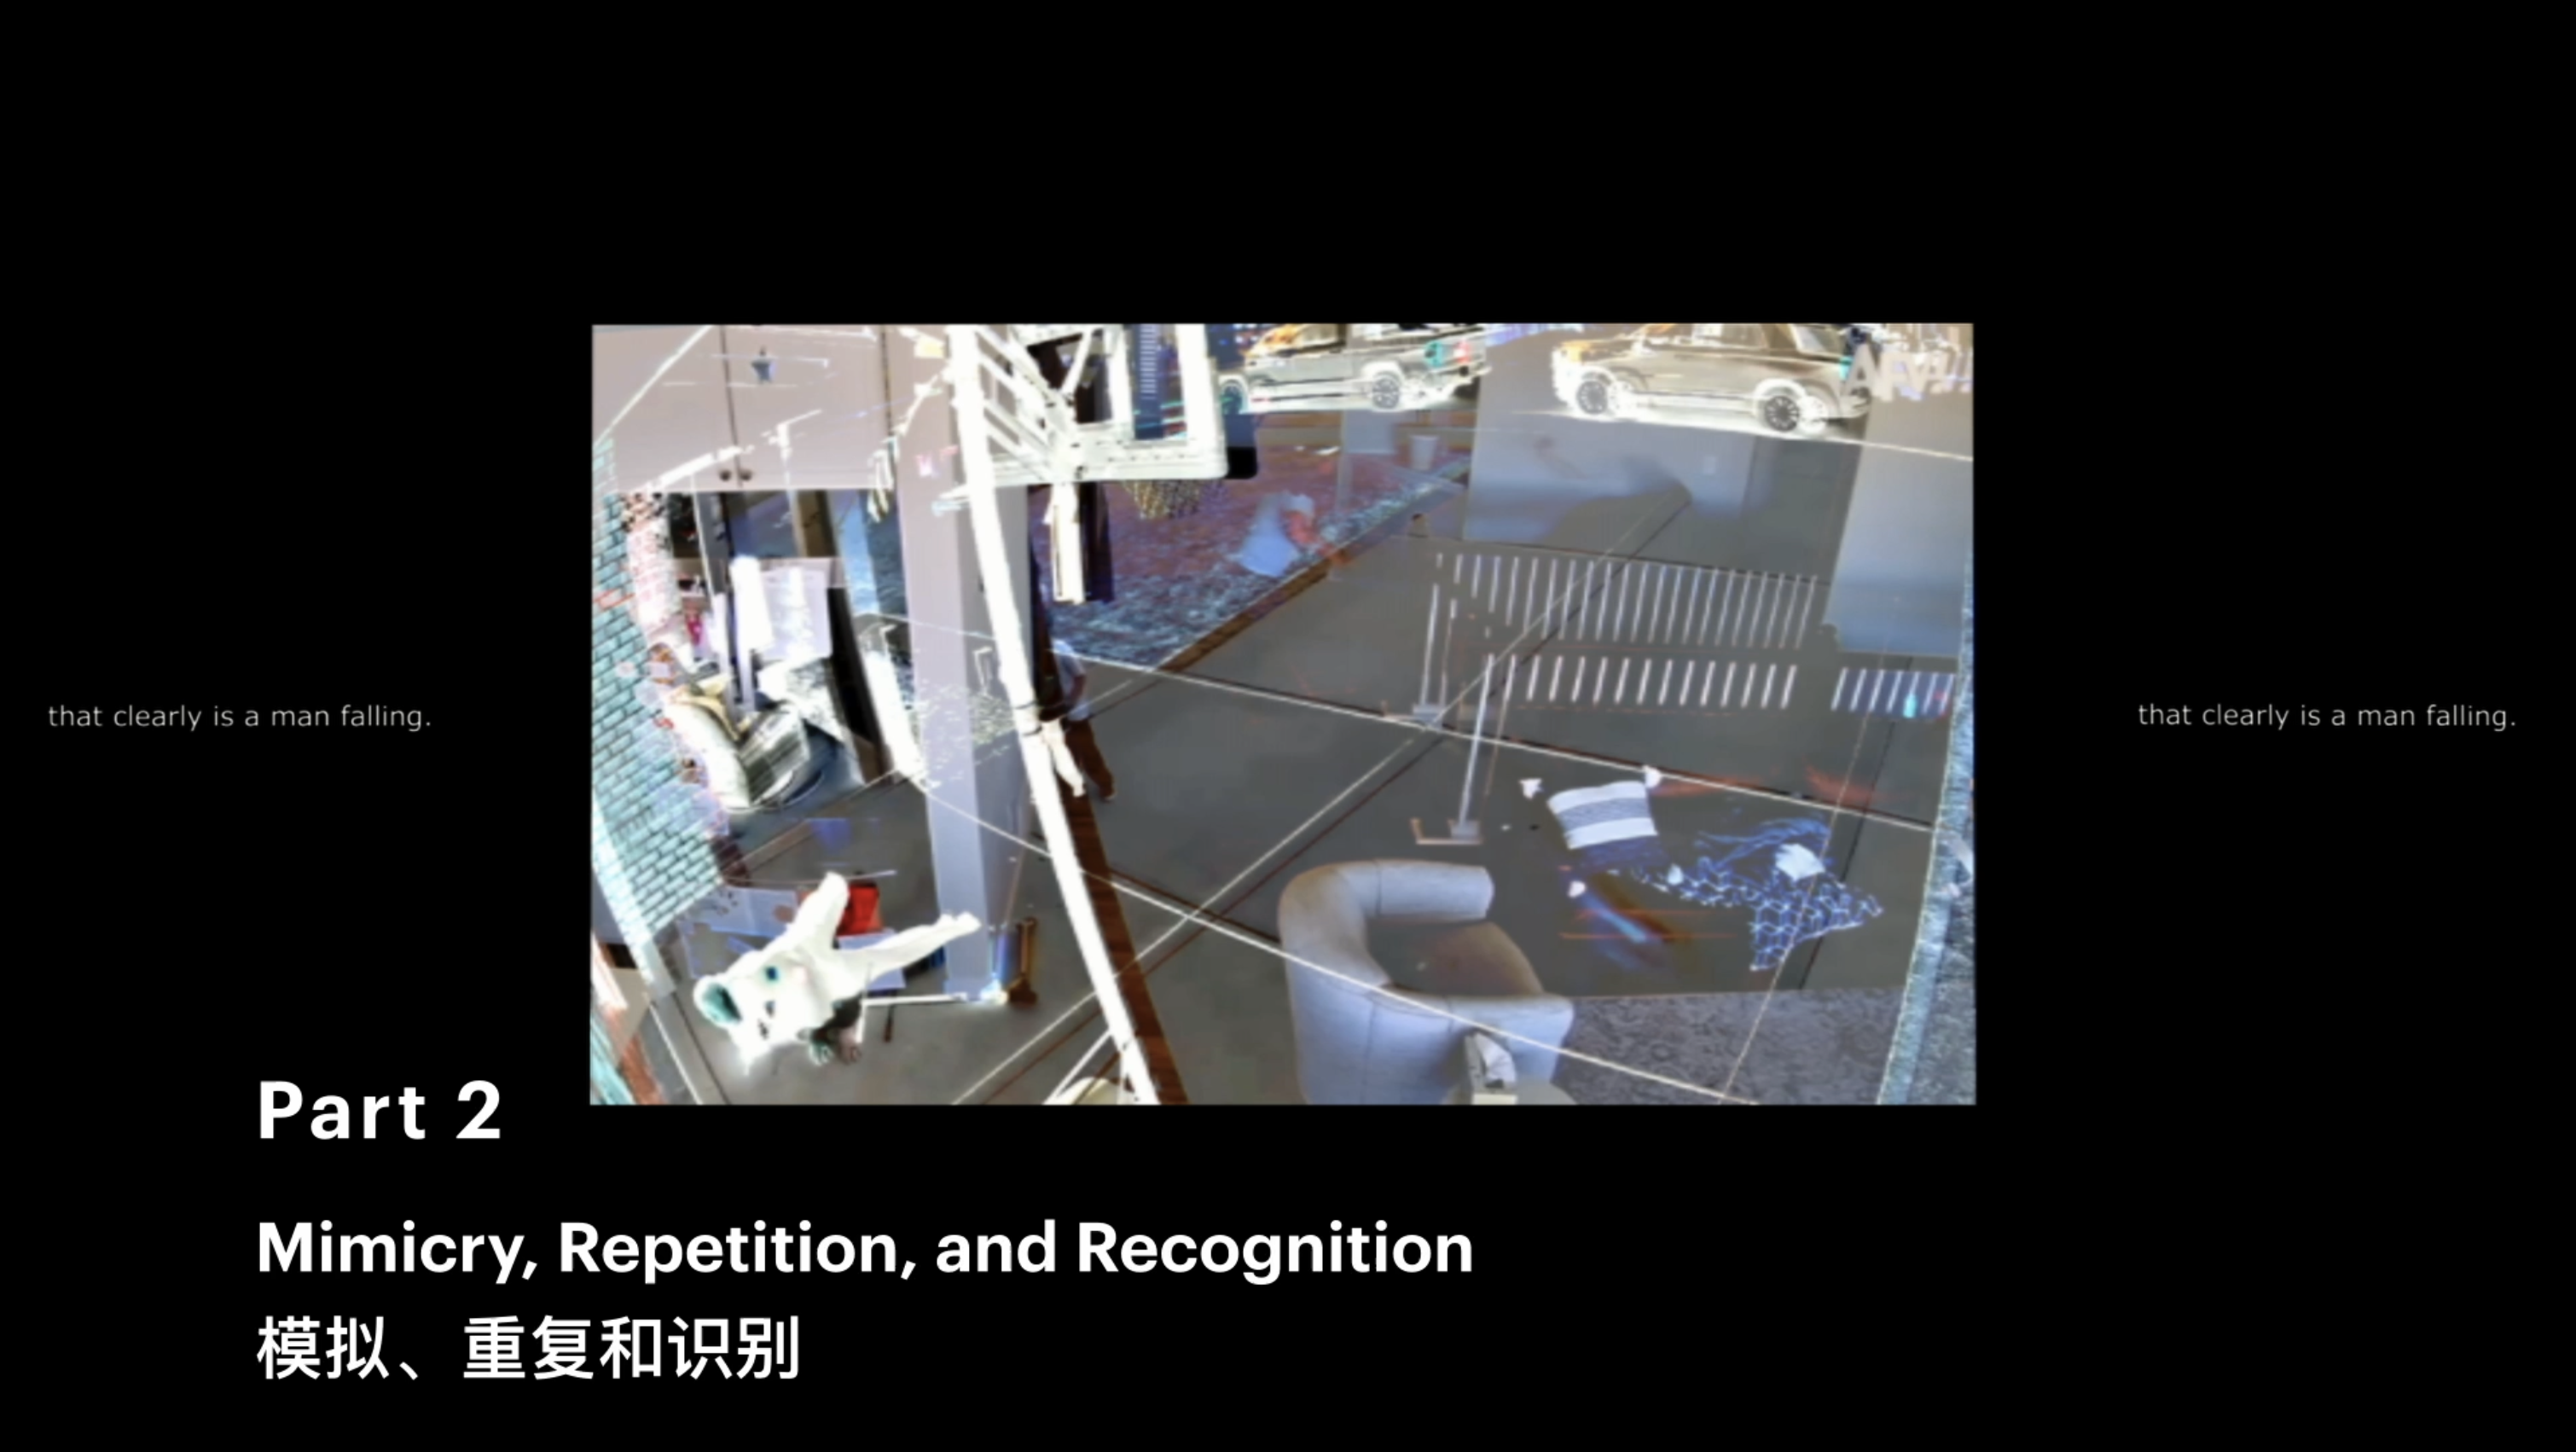 that clearly is a man falling.
that clearly is a man falling.
Part 2
Mimicry, Repetition, and Recognition
模拟、重复和识别